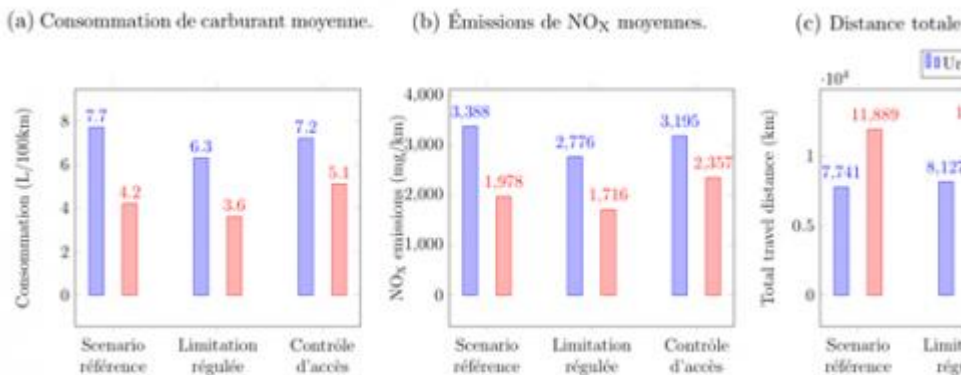 (a) Consommation de carburant moyenne.
(b) Émissions de NOX moyennes.
(c) Distance totale
Consommation (L/100km)
8
6
4
2
0
7.7
4.2
6.3
3.6
7.2
5.1
Scenario référence
Limitation régulée
Contrôle d'accès
NOX emissions (mg/km)
4,000
3,000
2,000
1,000
0
3,388
1,978
2,776
1,716
3,195
2,357
Scenario référence
Limitation régulée
Contrôle d'accès
Total travel distance (km)
·10⁴
1
0.5
0
7,741
11,889
8,127
Scenario référence